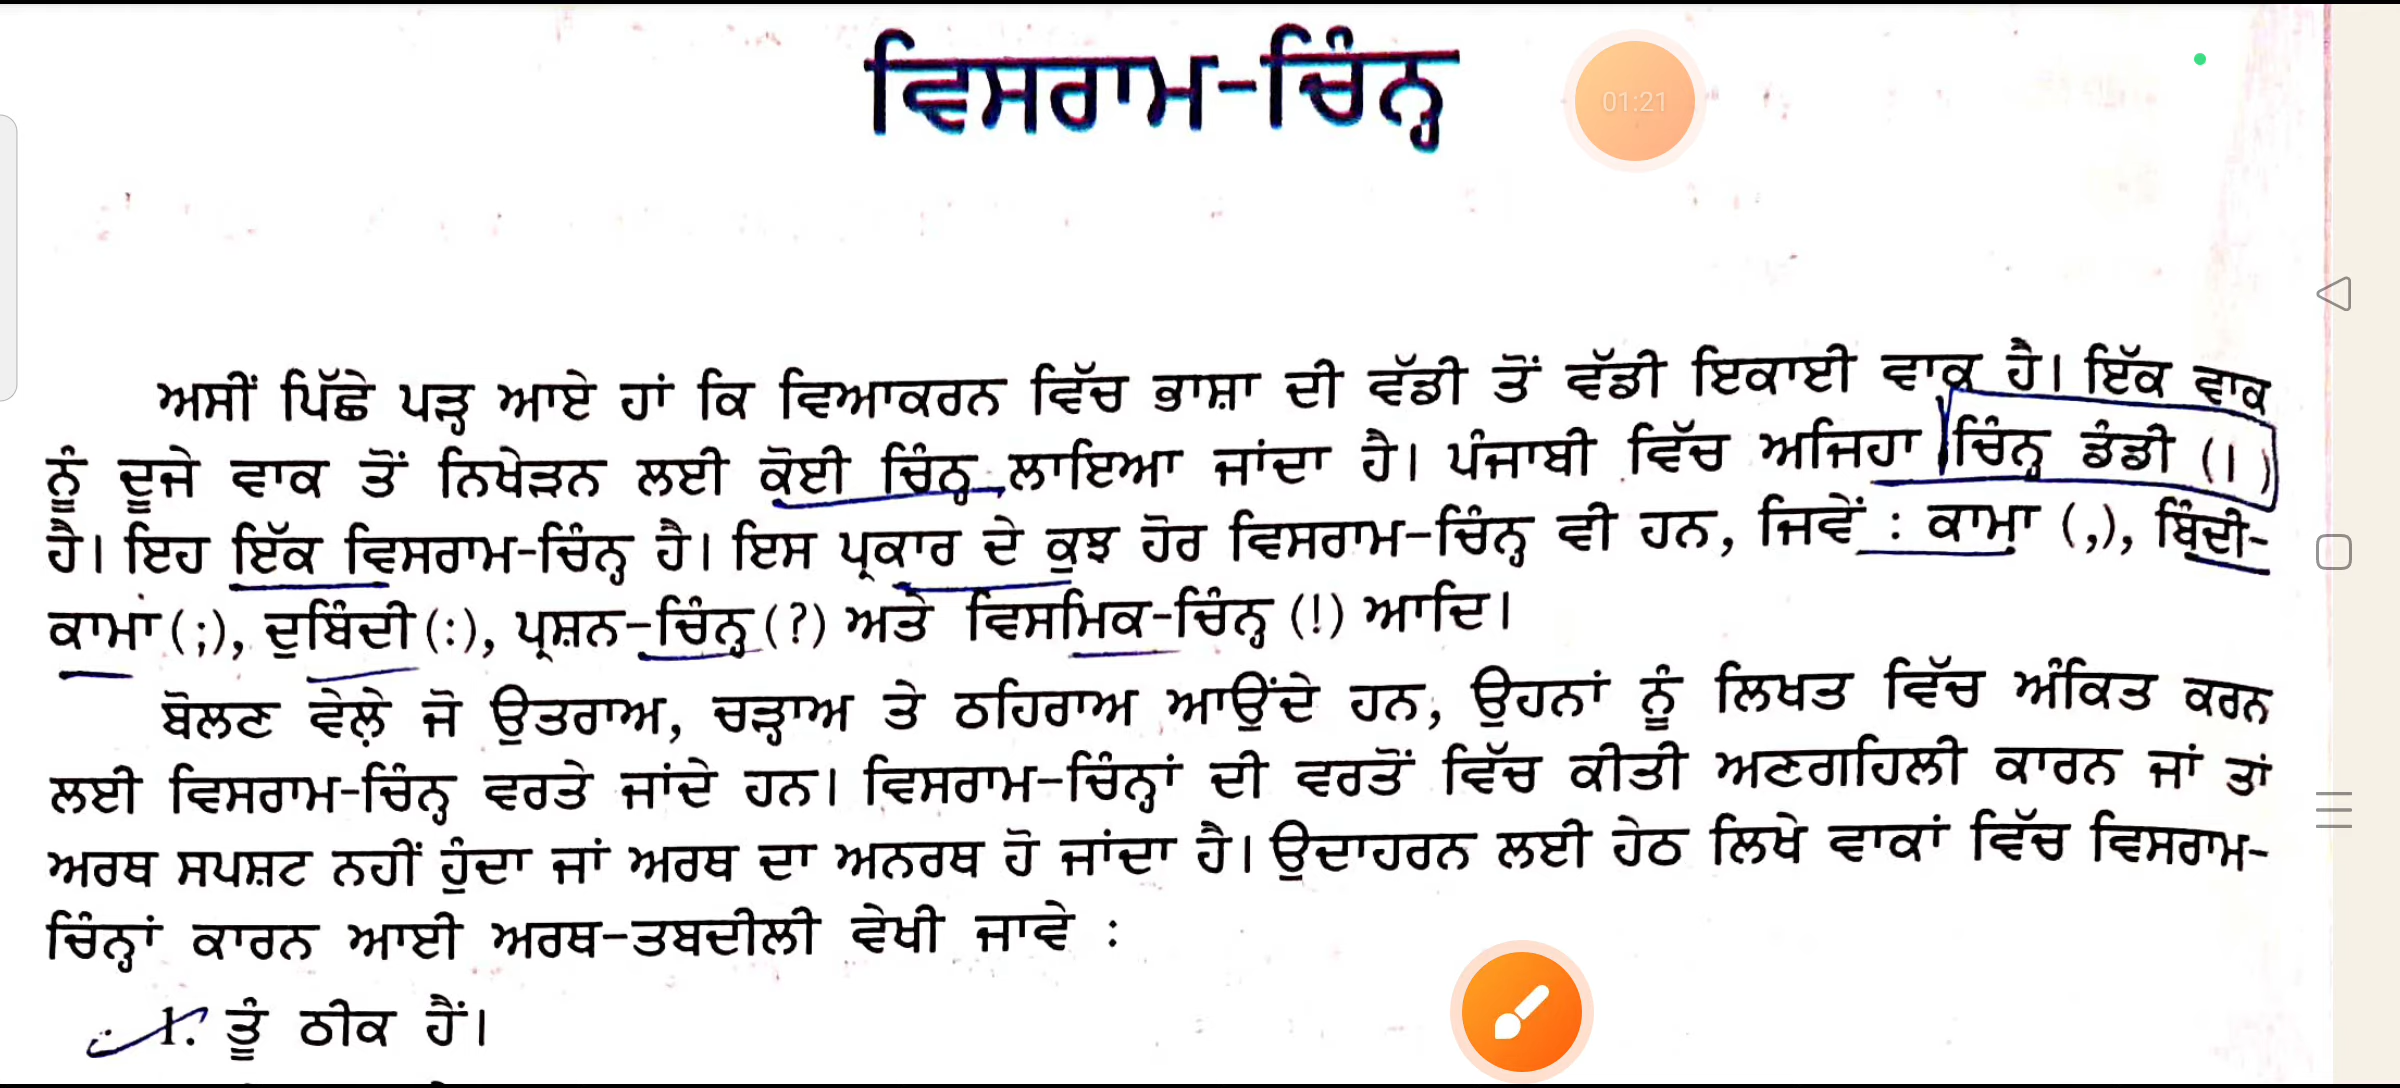 ਵਿਸਰਾਮ-ਚਿੰਨ੍ਹ
01:21
ਅਸੀਂ ਪਿੱਛੇ ਪੜ੍ਹ ਆਏ ਹਾਂ ਕਿ ਵਿਆਕਰਨ ਵਿੱਚ ਭਾਸ਼ਾ ਦੀ ਵੱਡੀ ਤੋਂ ਵੱਡੀ ਇਕਾਈ ਵਾਕ ਹੈ। ਇੱਕ ਵਾਕ
ਨੂੰ ਦੂਜੇ ਵਾਕ ਤੋਂ ਨਿਖੇੜਨ ਲਈ ਕੋਈ ਚਿੰਨ੍ਹ ਲਾਇਆ ਜਾਂਦਾ ਹੈ। ਪੰਜਾਬੀ ਵਿੱਚ ਅਜਿਹਾ ਚਿੰਨ੍ਹ ਡੰਡੀ (।)
ਹੈ। ਇਹ ਇੱਕ ਵਿਸਰਾਮ-ਚਿੰਨ੍ਹ ਹੈ। ਇਸ ਪ੍ਰਕਾਰ ਦੇ ਕੁਝ ਹੋਰ ਵਿਸਰਾਮ-ਚਿੰਨ੍ਹ ਵੀ ਹਨ, ਜਿਵੇਂ : ਕਾਮਾ (,), ਬਿੰਦੀ-
ਕਾਮਾ (;), ਦੁਬਿੰਦੀ (:), ਪ੍ਰਸ਼ਨ-ਚਿੰਨ੍ਹ (?) ਅਤੇ ਵਿਸਮਿਕ-ਚਿੰਨ੍ਹ (!) ਆਦਿ।
ਬੋਲਣ ਵੇਲ਼ੇ ਜੋ ਉਤਰਾਅ, ਚੜ੍ਹਾਅ ਤੇ ਠਹਿਰਾਅ ਆਉਂਦੇ ਹਨ, ਉਹਨਾਂ ਨੂੰ ਲਿਖਤ ਵਿੱਚ ਅੰਕਿਤ ਕਰਨ
ਲਈ ਵਿਸਰਾਮ-ਚਿੰਨ੍ਹ ਵਰਤੇ ਜਾਂਦੇ ਹਨ। ਵਿਸਰਾਮ-ਚਿੰਨ੍ਹਾਂ ਦੀ ਵਰਤੋਂ ਵਿੱਚ ਕੀਤੀ ਅਣਗਹਿਲੀ ਕਾਰਨ ਜਾਂ ਤਾਂ
ਅਰਥ ਸਪਸ਼ਟ ਨਹੀਂ ਹੁੰਦਾ ਜਾਂ ਅਰਥ ਦਾ ਅਨਰਥ ਹੋ ਜਾਂਦਾ ਹੈ। ਉਦਾਹਰਨ ਲਈ ਹੇਠ ਲਿਖੇ ਵਾਕਾਂ ਵਿੱਚ ਵਿਸਰਾਮ-
ਚਿੰਨ੍ਹਾਂ ਕਾਰਨ ਆਈ ਅਰਥ-ਤਬਦੀਲੀ ਵੇਖੀ ਜਾਵੇ :
1. ਤੂੰ ਠੀਕ ਹੈਂ।